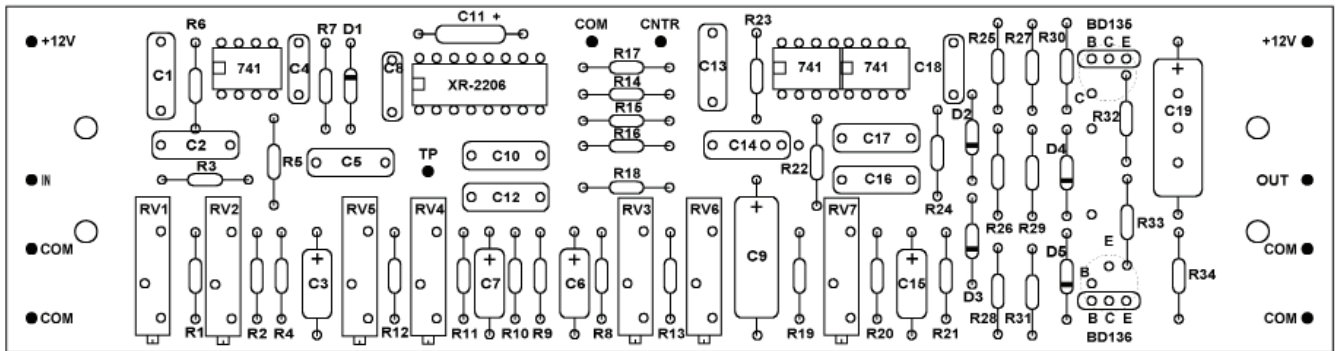 C11 +
COM
CNTR
R23
BD135
R6
R7
D1
R17
R25
R27
R30
B C E
+12V
+12V
C1
741
C4
C8
XR-2206
R14
C13
741
741
C18
C
C19
+
R15
R32
C2
R16
D2
R3
R5
C5
TP
C10
C14
R22
C17
D4
IN
R18
C12
C16
OUT
RV1
RV2
RV5
RV4
RV3
RV6
RV7
R24
R26
R29
R33
COM
E
COM
+
C3
+
C7
+
C6
+
C9
+
C15
D5
B
R34
D3
COM
R1
R2
R4
R12
R11
R10
R9
R8
R13
R19
R20
R21
R28
R31
B C E
COM
BD136